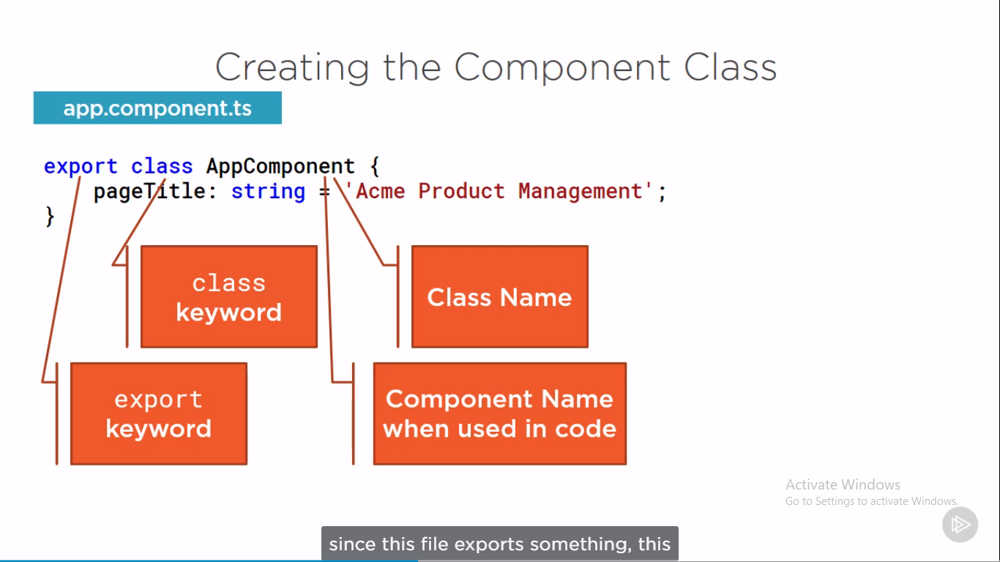 Creating the Component Class
app.component.ts
export class AppComponent {
pageTitle: string = 'Acme Product Management';
}
class
keyword
Class Name
export
keyword
Component Name
when used in code
Activate Windows
Go to Settings to activate Windows.
since this file exports something, this